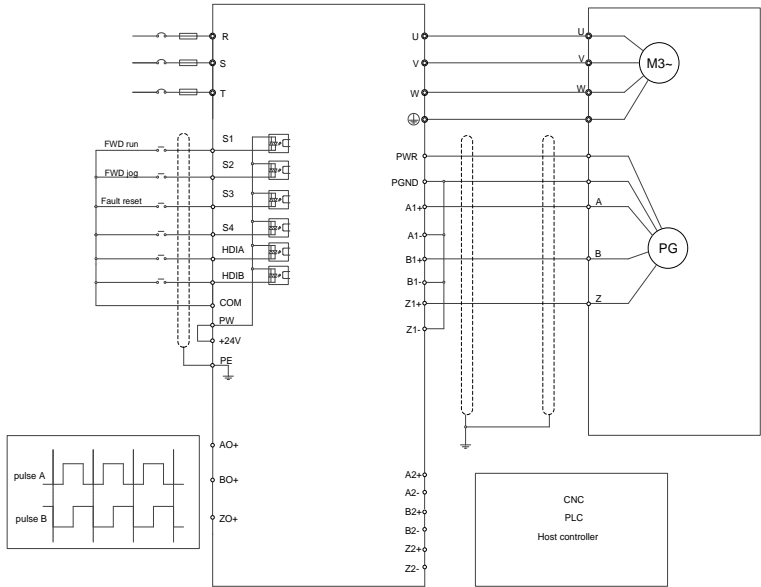 R
S
T
FWD run
S1
FWD jog
S2
Fault reset
S3
S4
HDIA
HDIB
COM
PW
+24V
PE
AO+
BO+
ZO+
pulse A
pulse B
U
V
W
PWR
PGND
A1+
A1-
B1+
B1-
Z1+
Z1-
A2+
A2-
B2+
B2-
Z2+
Z2-
U
V
W
M3~
A
B
Z
PG
CNC
PLC
Host controller